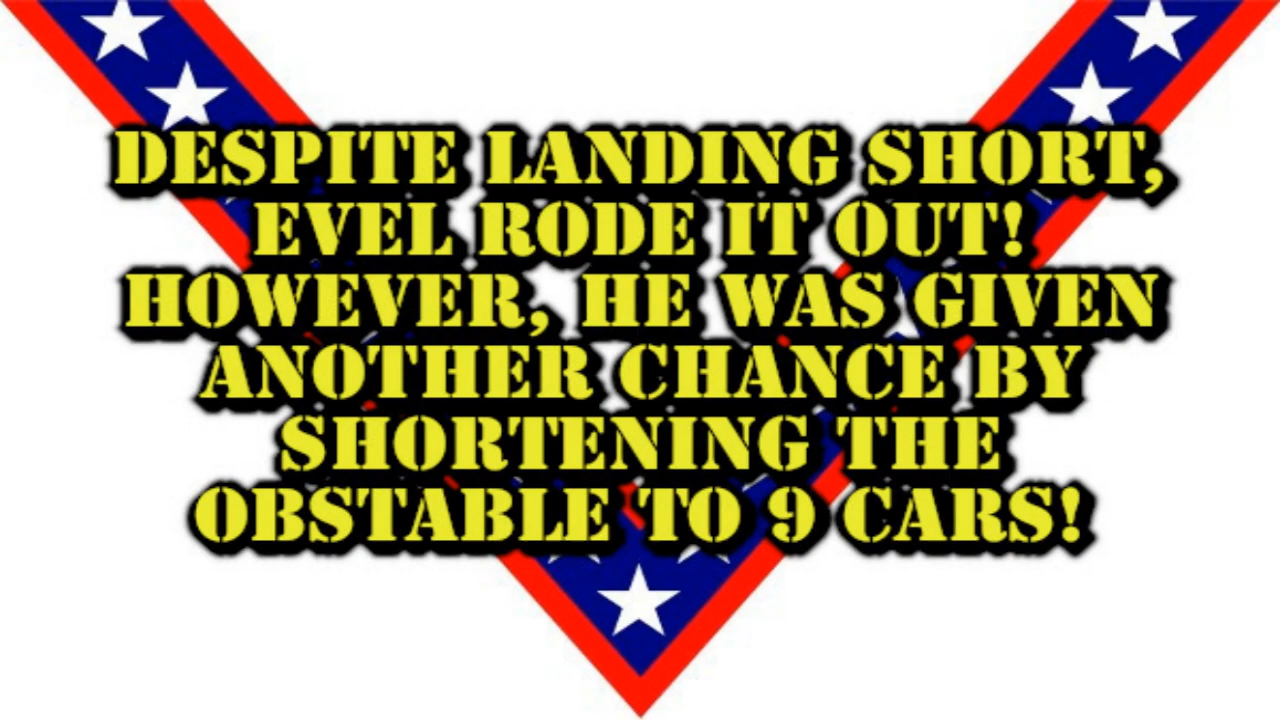 DESPITE LANDING SHORT,
EVEL RODE IT OUT!
HOWEVER, HE WAS GIVEN
ANOTHER CHANCE BY
SHORTENING THE
OBSTABLE TO 9 CARS!